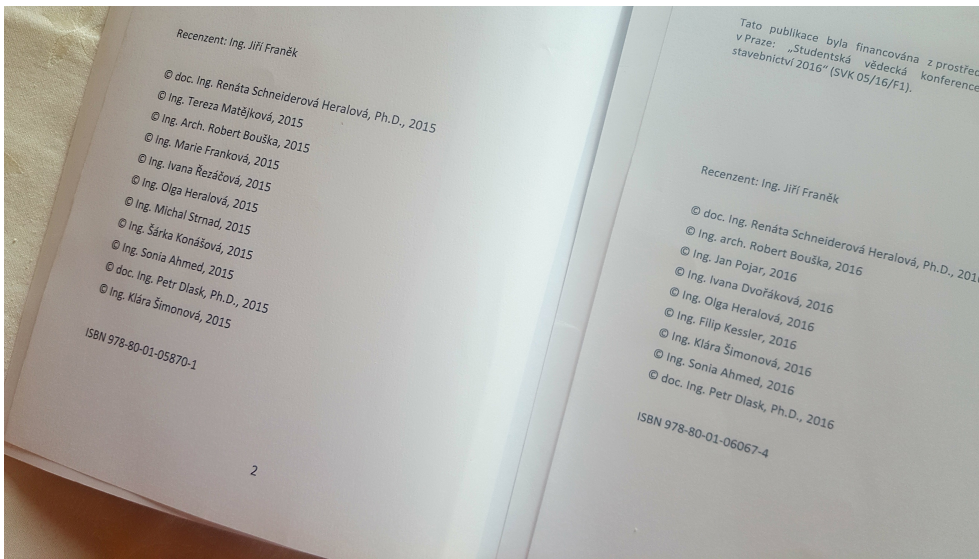 Recenzent: Ing. Jiří Franěk
© doc. Ing. Renáta Schneiderová Heralová, Ph.D., 2015
© Ing. Tereza Matějková, 2015
© Ing. Arch. Robert Bouška, 2015
© Ing. Marie Franková, 2015
© Ing. Ivana Řezáčová, 2015
© Ing. Olga Heralová, 2015
© Ing. Michal Strnad, 2015
© Ing. Šárka Konášová, 2015
© Ing. Sonia Ahmed, 2015
© doc. Ing. Petr Dlask, Ph.D., 2015
© Ing. Klára Šimonová, 2015
ISBN 978-80-01-05870-1
2
Tato publikace byla financována z prostřed
v Praze: „Studentská vědecká konference
stavebnictví 2016“ (SVK 05/16/F1).
Recenzent: Ing. Jiří Franěk
© doc. Ing. Renáta Schneiderová Heralová, Ph.D., 201
© Ing. arch. Robert Bouška, 2016
© Ing. Jan Pojar, 2016
© Ing. Ivana Dvořáková, 2016
© Ing. Olga Heralová, 2016
© Ing. Filip Kessler, 2016
© Ing. Klára Šimonová, 2016
© Ing. Sonia Ahmed, 2016
© doc. Ing. Petr Dlask, Ph.D., 2016
ISBN 978-80-01-06067-4